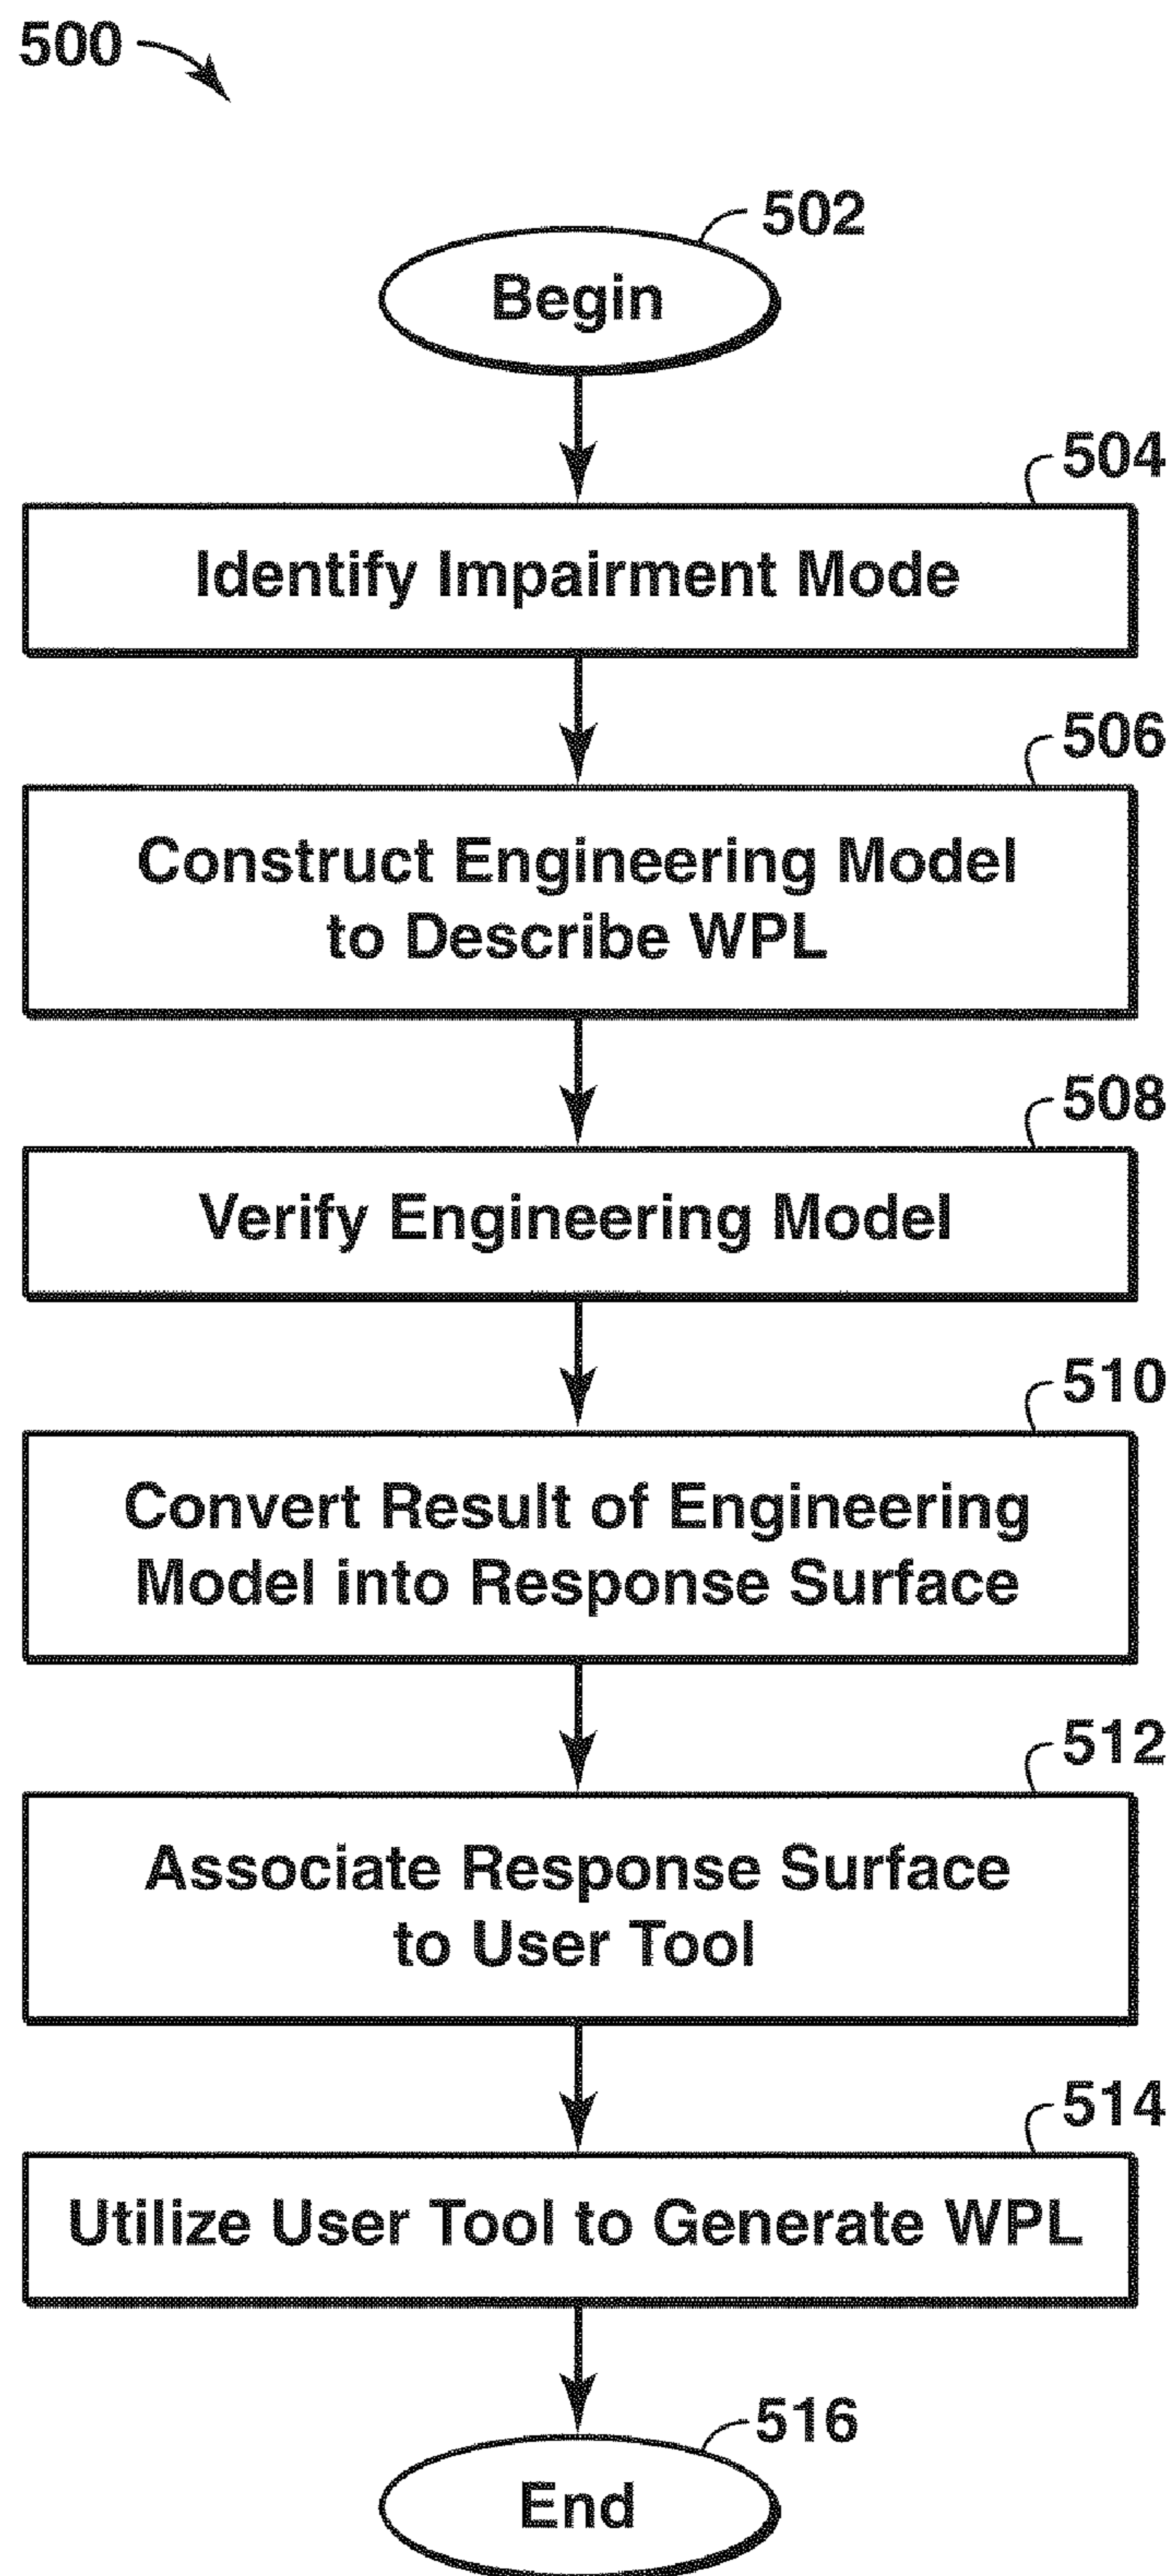 500
502
Begin
504
Identify Impairment Mode
506
Construct Engineering Model
to Describe WPL
508
Verify Engineering Model
510
Convert Result of Engineering
Model into Response Surface
512
Associate Response Surface
to User Tool
514
Utilize User Tool to Generate WPL
516
End